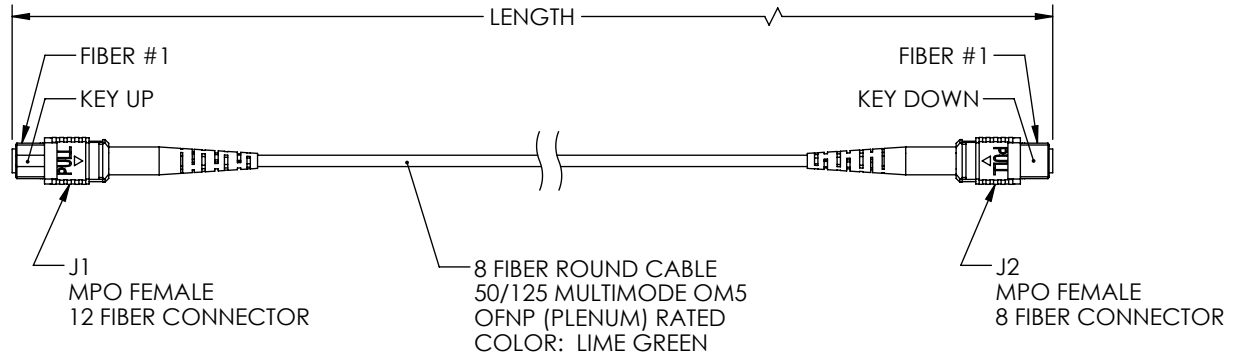 LENGTH
FIBER #1
FIBER #1
KEY UP
KEY DOWN
PULL
PULL
J1
MPO FEMALE
12 FIBER CONNECTOR
8 FIBER ROUND CABLE
50/125 MULTIMODE OM5
OFNP (PLENUM) RATED
COLOR: LIME GREEN
J2
MPO FEMALE
8 FIBER CONNECTOR